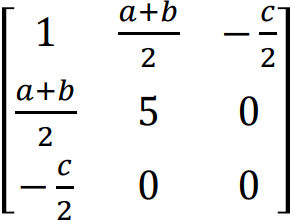 [ 1 (a+b)/2 −c/2 ]
[ (a+b)/2 5 0 ]
[ −c/2 0 0 ]